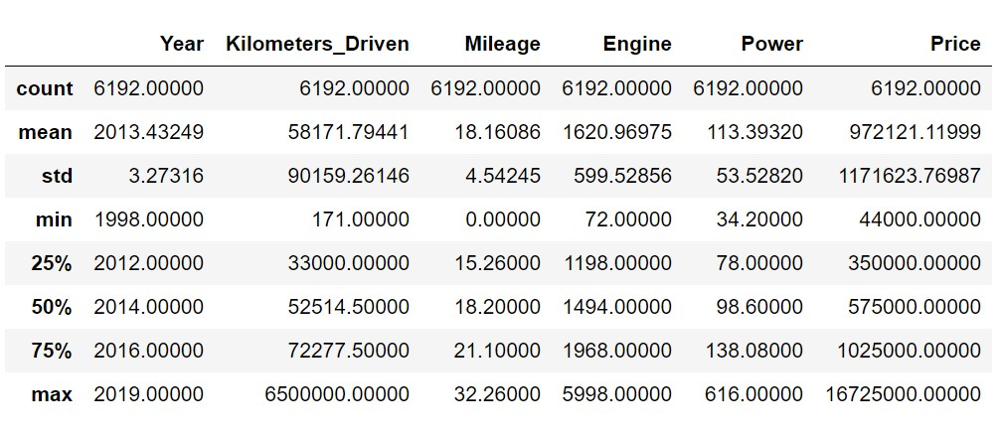 Year Kilometers_Driven Mileage Engine Power Price
count 6192.00000 6192.00000 6192.00000 6192.00000 6192.00000 6192.00000
mean 2013.43249 58171.79441 18.16086 1620.96975 113.39320 972121.11999
std 3.27316 90159.26146 4.54245 599.52856 53.52820 1171623.76987
min 1998.00000 171.00000 0.00000 72.00000 34.20000 44000.00000
25% 2012.00000 33000.00000 15.26000 1198.00000 78.00000 350000.00000
50% 2014.00000 52514.50000 18.20000 1494.00000 98.60000 575000.00000
75% 2016.00000 72277.50000 21.10000 1968.00000 138.08000 1025000.00000
max 2019.00000 6500000.00000 32.26000 5998.00000 616.00000 16725000.00000